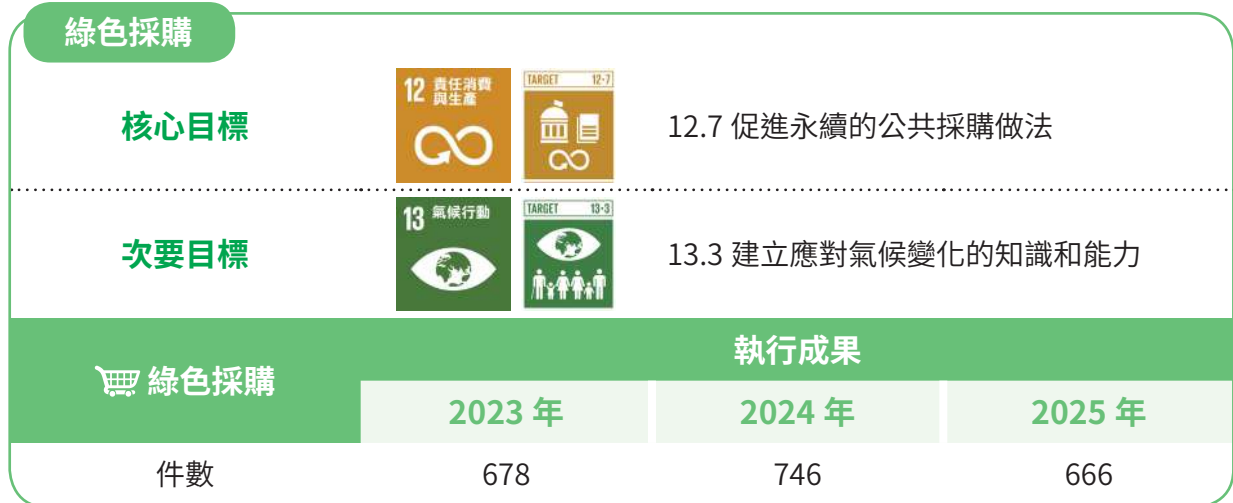 綠色採購
核心目標
12 責任消費
與生產
TARGET 12·7
12.7 促進永續的公共採購做法
次要目標
13 氣候行動
TARGET 13·3
13.3 建立應對氣候變化的知識和能力
綠色採購
執行成果
2023 年 2024 年 2025 年
件數 678 746 666